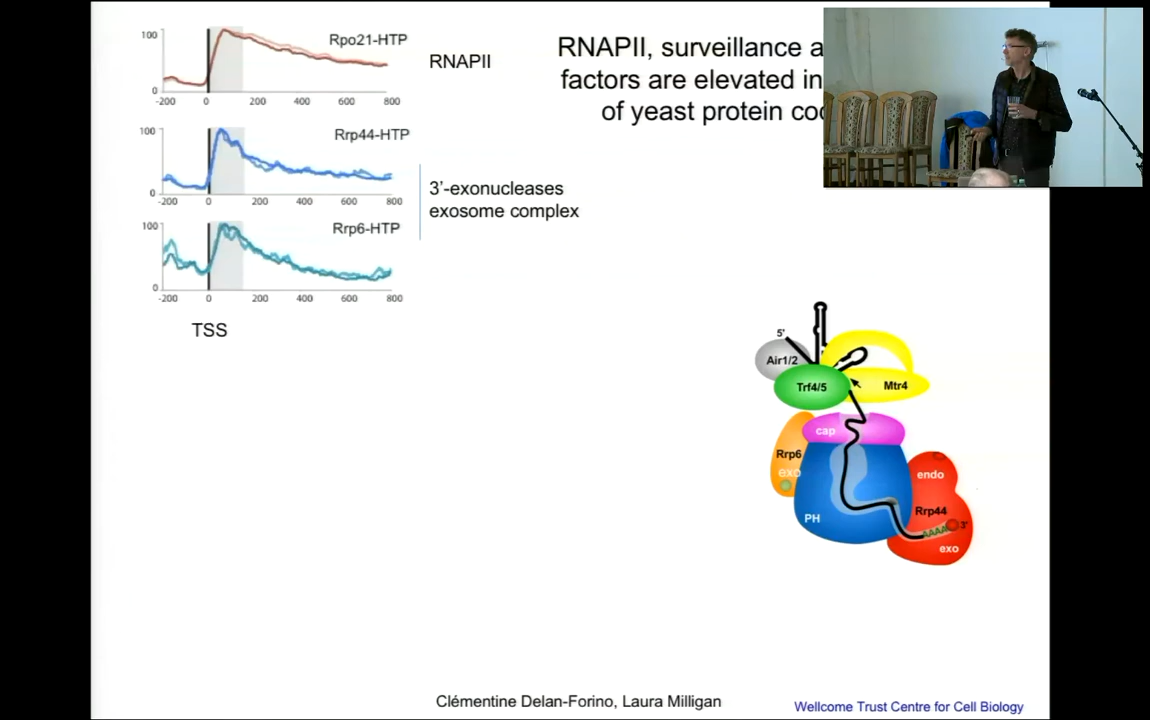 RNAPII, surveillance a
factors are elevated in
of yeast protein coo
Rpo21-HTP
RNAPII
100
0
-200 0 200 400 600 800
Rrp44-HTP
100
0
-200 0 200 400 600 800
3’-exonucleases
exosome complex
Rrp6-HTP
100
0
-200 0 200 400 600 800
TSS
5'
Air1/2
Trf4/5
Mtr4
cap
Rrp6
exo
endo
PH
Rrp44
AAAA 3'
exo
Clémentine Delan-Forino, Laura Milligan
Wellcome Trust Centre for Cell Biology